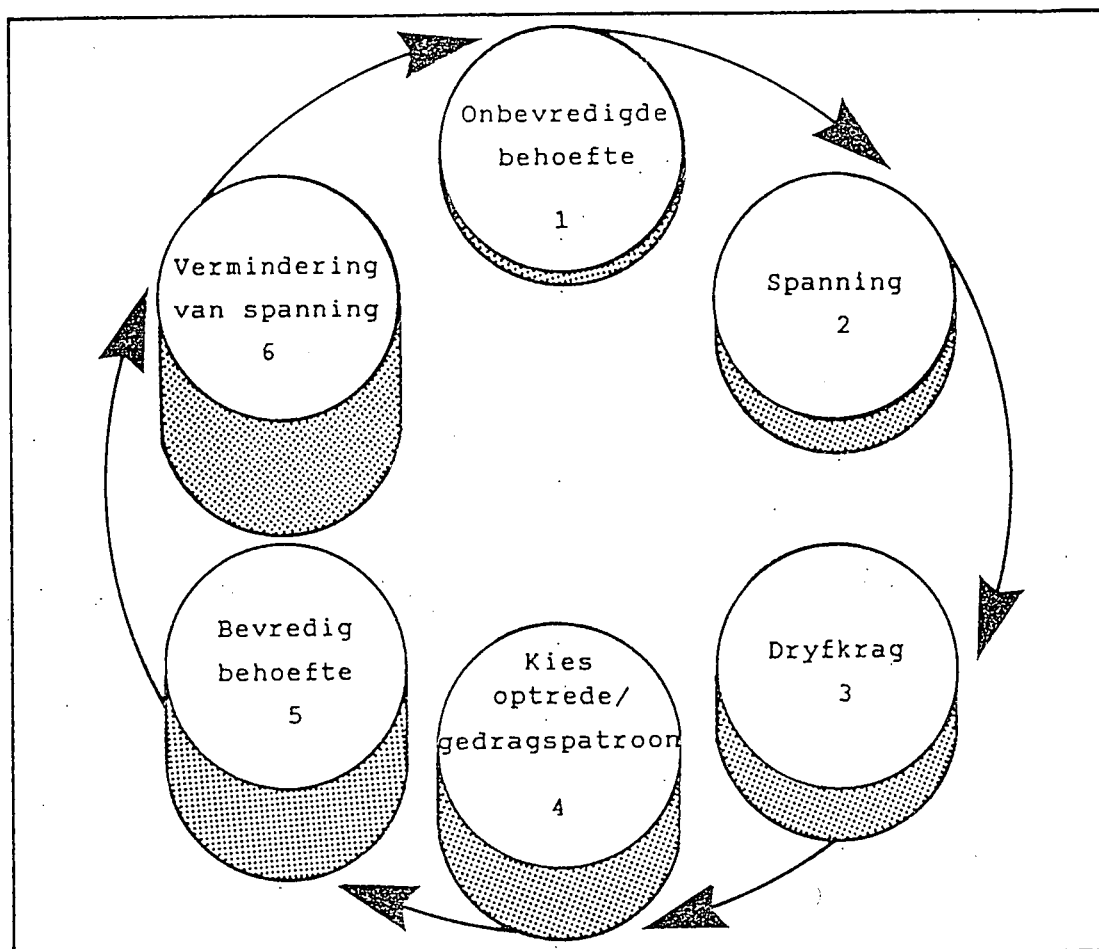 Onbevredigde
behoefte
1
Spanning
2
Dryfkrag
3
Kies
optrede/
gedragspatroon
4
Bevredig
behoefte
5
Vermindering
van spanning
6